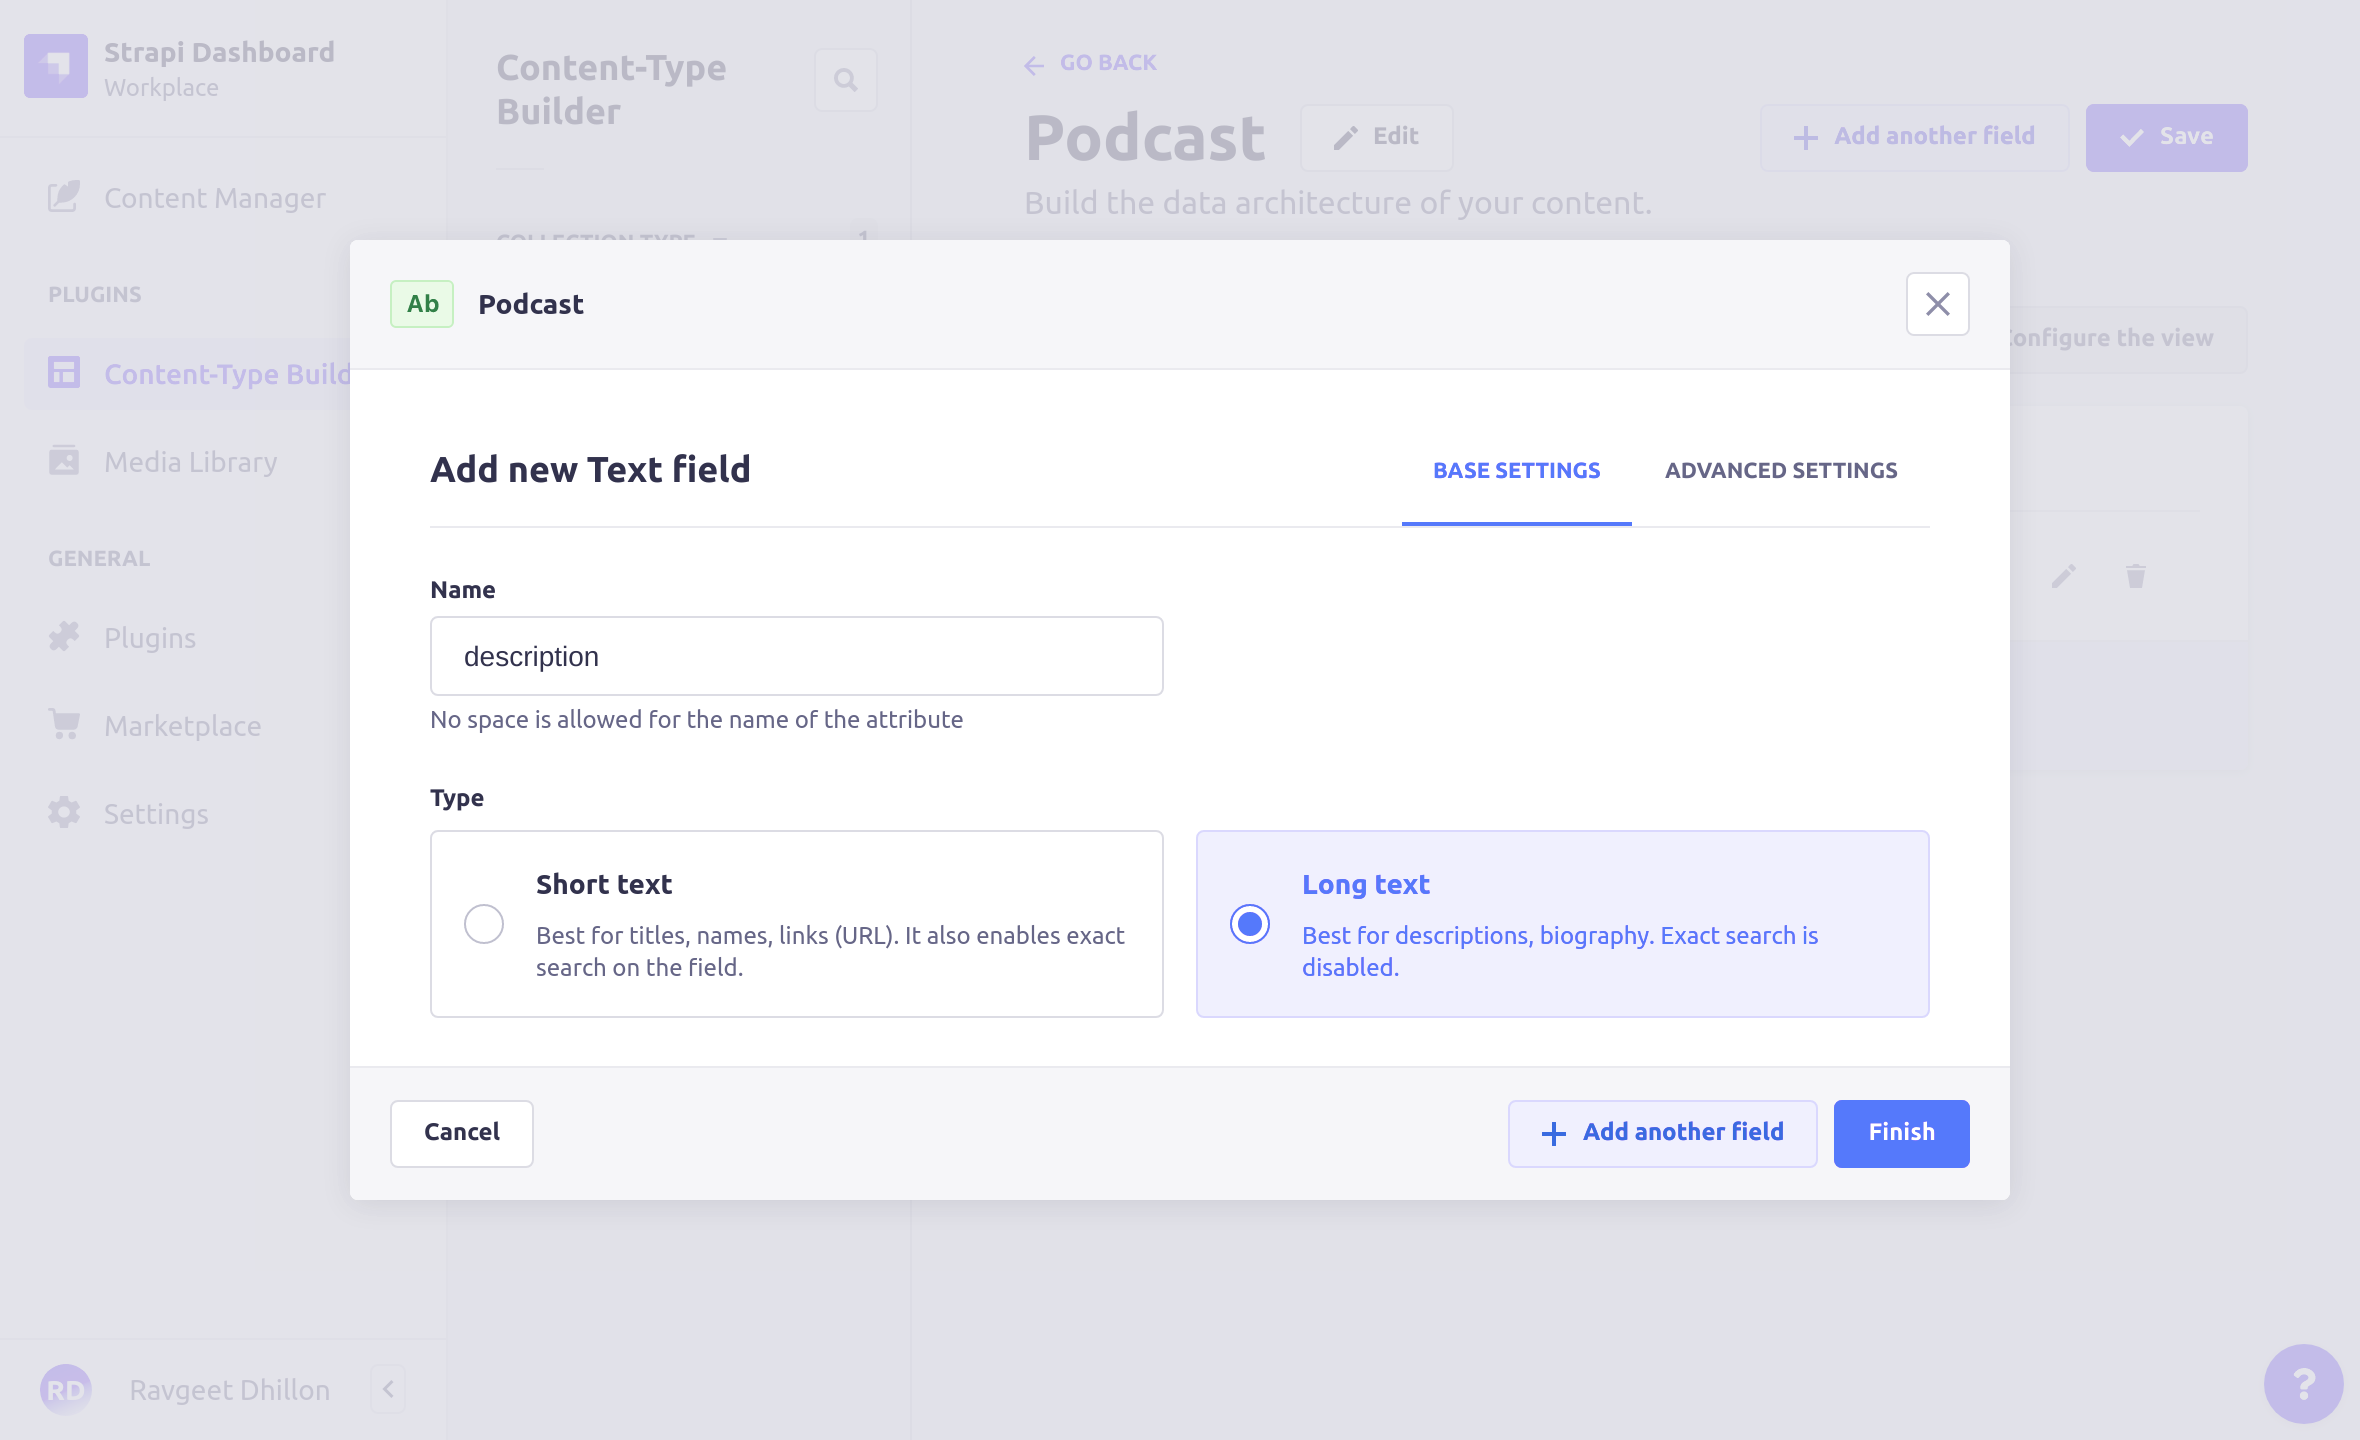 Strapi Dashboard
Workplace
Content Manager
PLUGINS
Content-Type Build
Media Library
GENERAL
Plugins
Marketplace
Settings
RD
Ravgeet Dhillon
Content-Type
Builder
COLLECTION TYPE
1
GO BACK
Podcast
Edit
Add another field
Save
Build the data architecture of your content.
Configure the view
Ab
Podcast
Add new Text field
BASE SETTINGS
ADVANCED SETTINGS
Name
description
No space is allowed for the name of the attribute
Type
Short text
Best for titles, names, links (URL). It also enables exact
search on the field.
Long text
Best for descriptions, biography. Exact search is
disabled.
Cancel
Add another field
Finish
?